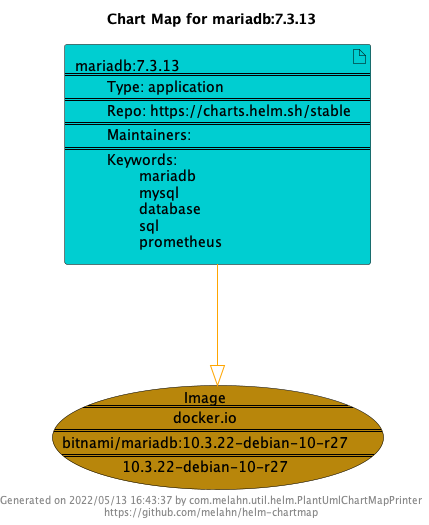 Chart Map for mariadb:7.3.13
mariadb:7.3.13
Type: application
Repo: https://charts.helm.sh/stable
Maintainers:
Keywords:
mariadb
mysql
database
sql
prometheus
Image
docker.io
bitnami/mariadb:10.3.22-debian-10-r27
10.3.22-debian-10-r27
Generated on 2022/05/13 16:43:37 by com.melahn.util.helm.PlantUmlChartMapPrinter
https://github.com/melahn/helm-chartmap